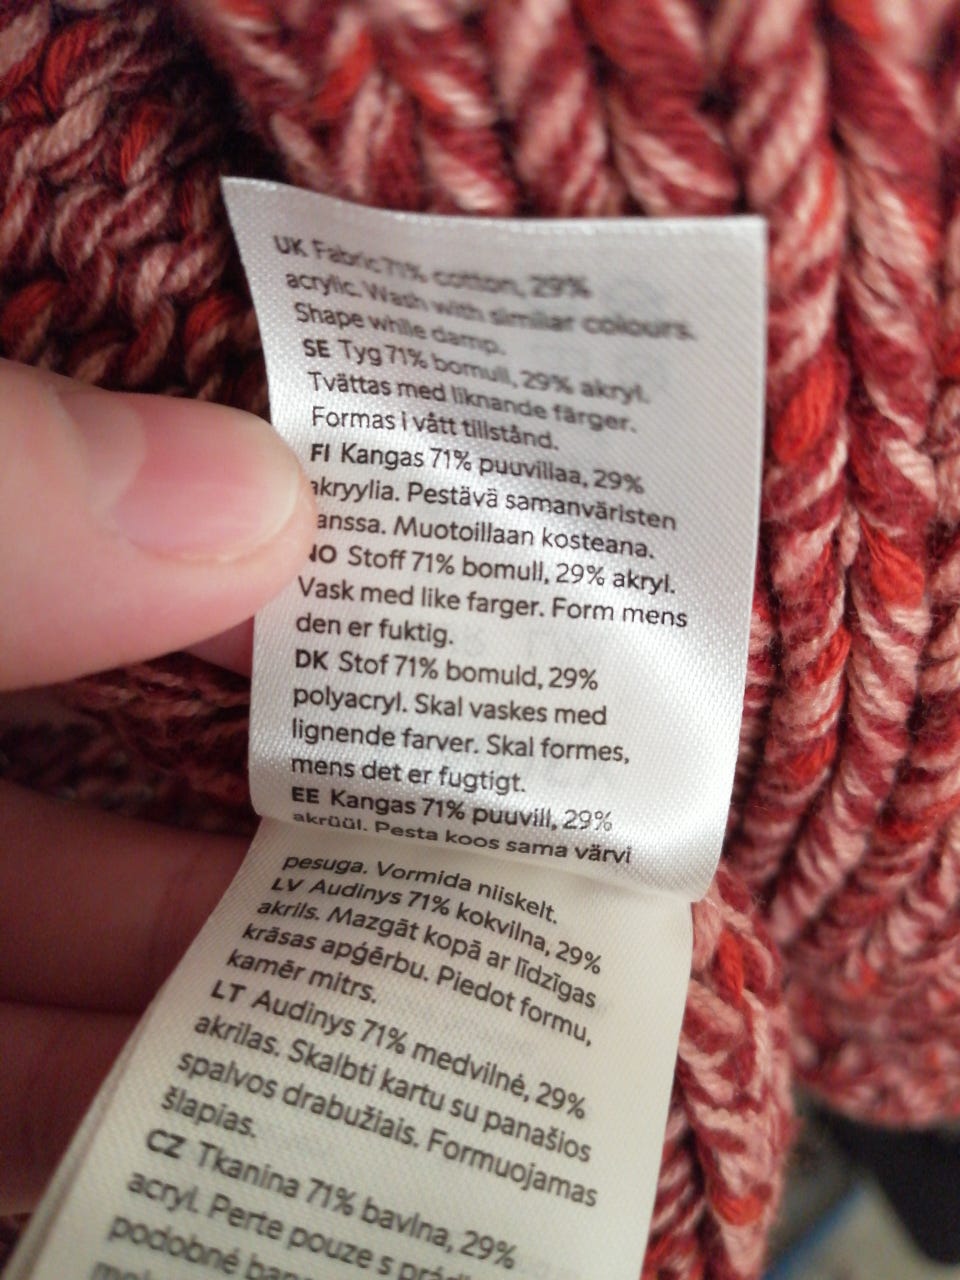 UK Fabric 71% cotton, 29%
acrylic. Wash with similar colours.
Shape while damp.
SE Tyg 71% bomull, 29% akryl.
Tvättas med liknande färger.
Formas i vått tillstånd.
FI Kangas 71% puuvillaa, 29%
akryylia. Pestävä samanväristen
anssa. Muotoillaan kosteana.
NO Stoff 71% bomull, 29% akryl.
Vask med like farger. Form mens
den er fuktig.
DK Stof 71% bomuld, 29%
polyacryl. Skal vaskes med
lignende farver. Skal formes,
mens det er fugtigt.
EE Kangas 71% puuvill, 29%
akrüül. Pesta koos sama värvi
pesuga. Vormida niiskelt.
LV Audinys 71% kokvilna, 29%
akrils. Mazgāt kopā ar līdzīgas
krāsas apģērbu. Piedot formu,
kamēr mitrs.
LT Audinys 71% medvilnė, 29%
akrilas. Skalbti kartu su panašios
spalvos drabužiais. Formuojamas
šlapias.
CZ Tkanina 71% bavlna, 29%
acryl. Perte pouze s
podobné